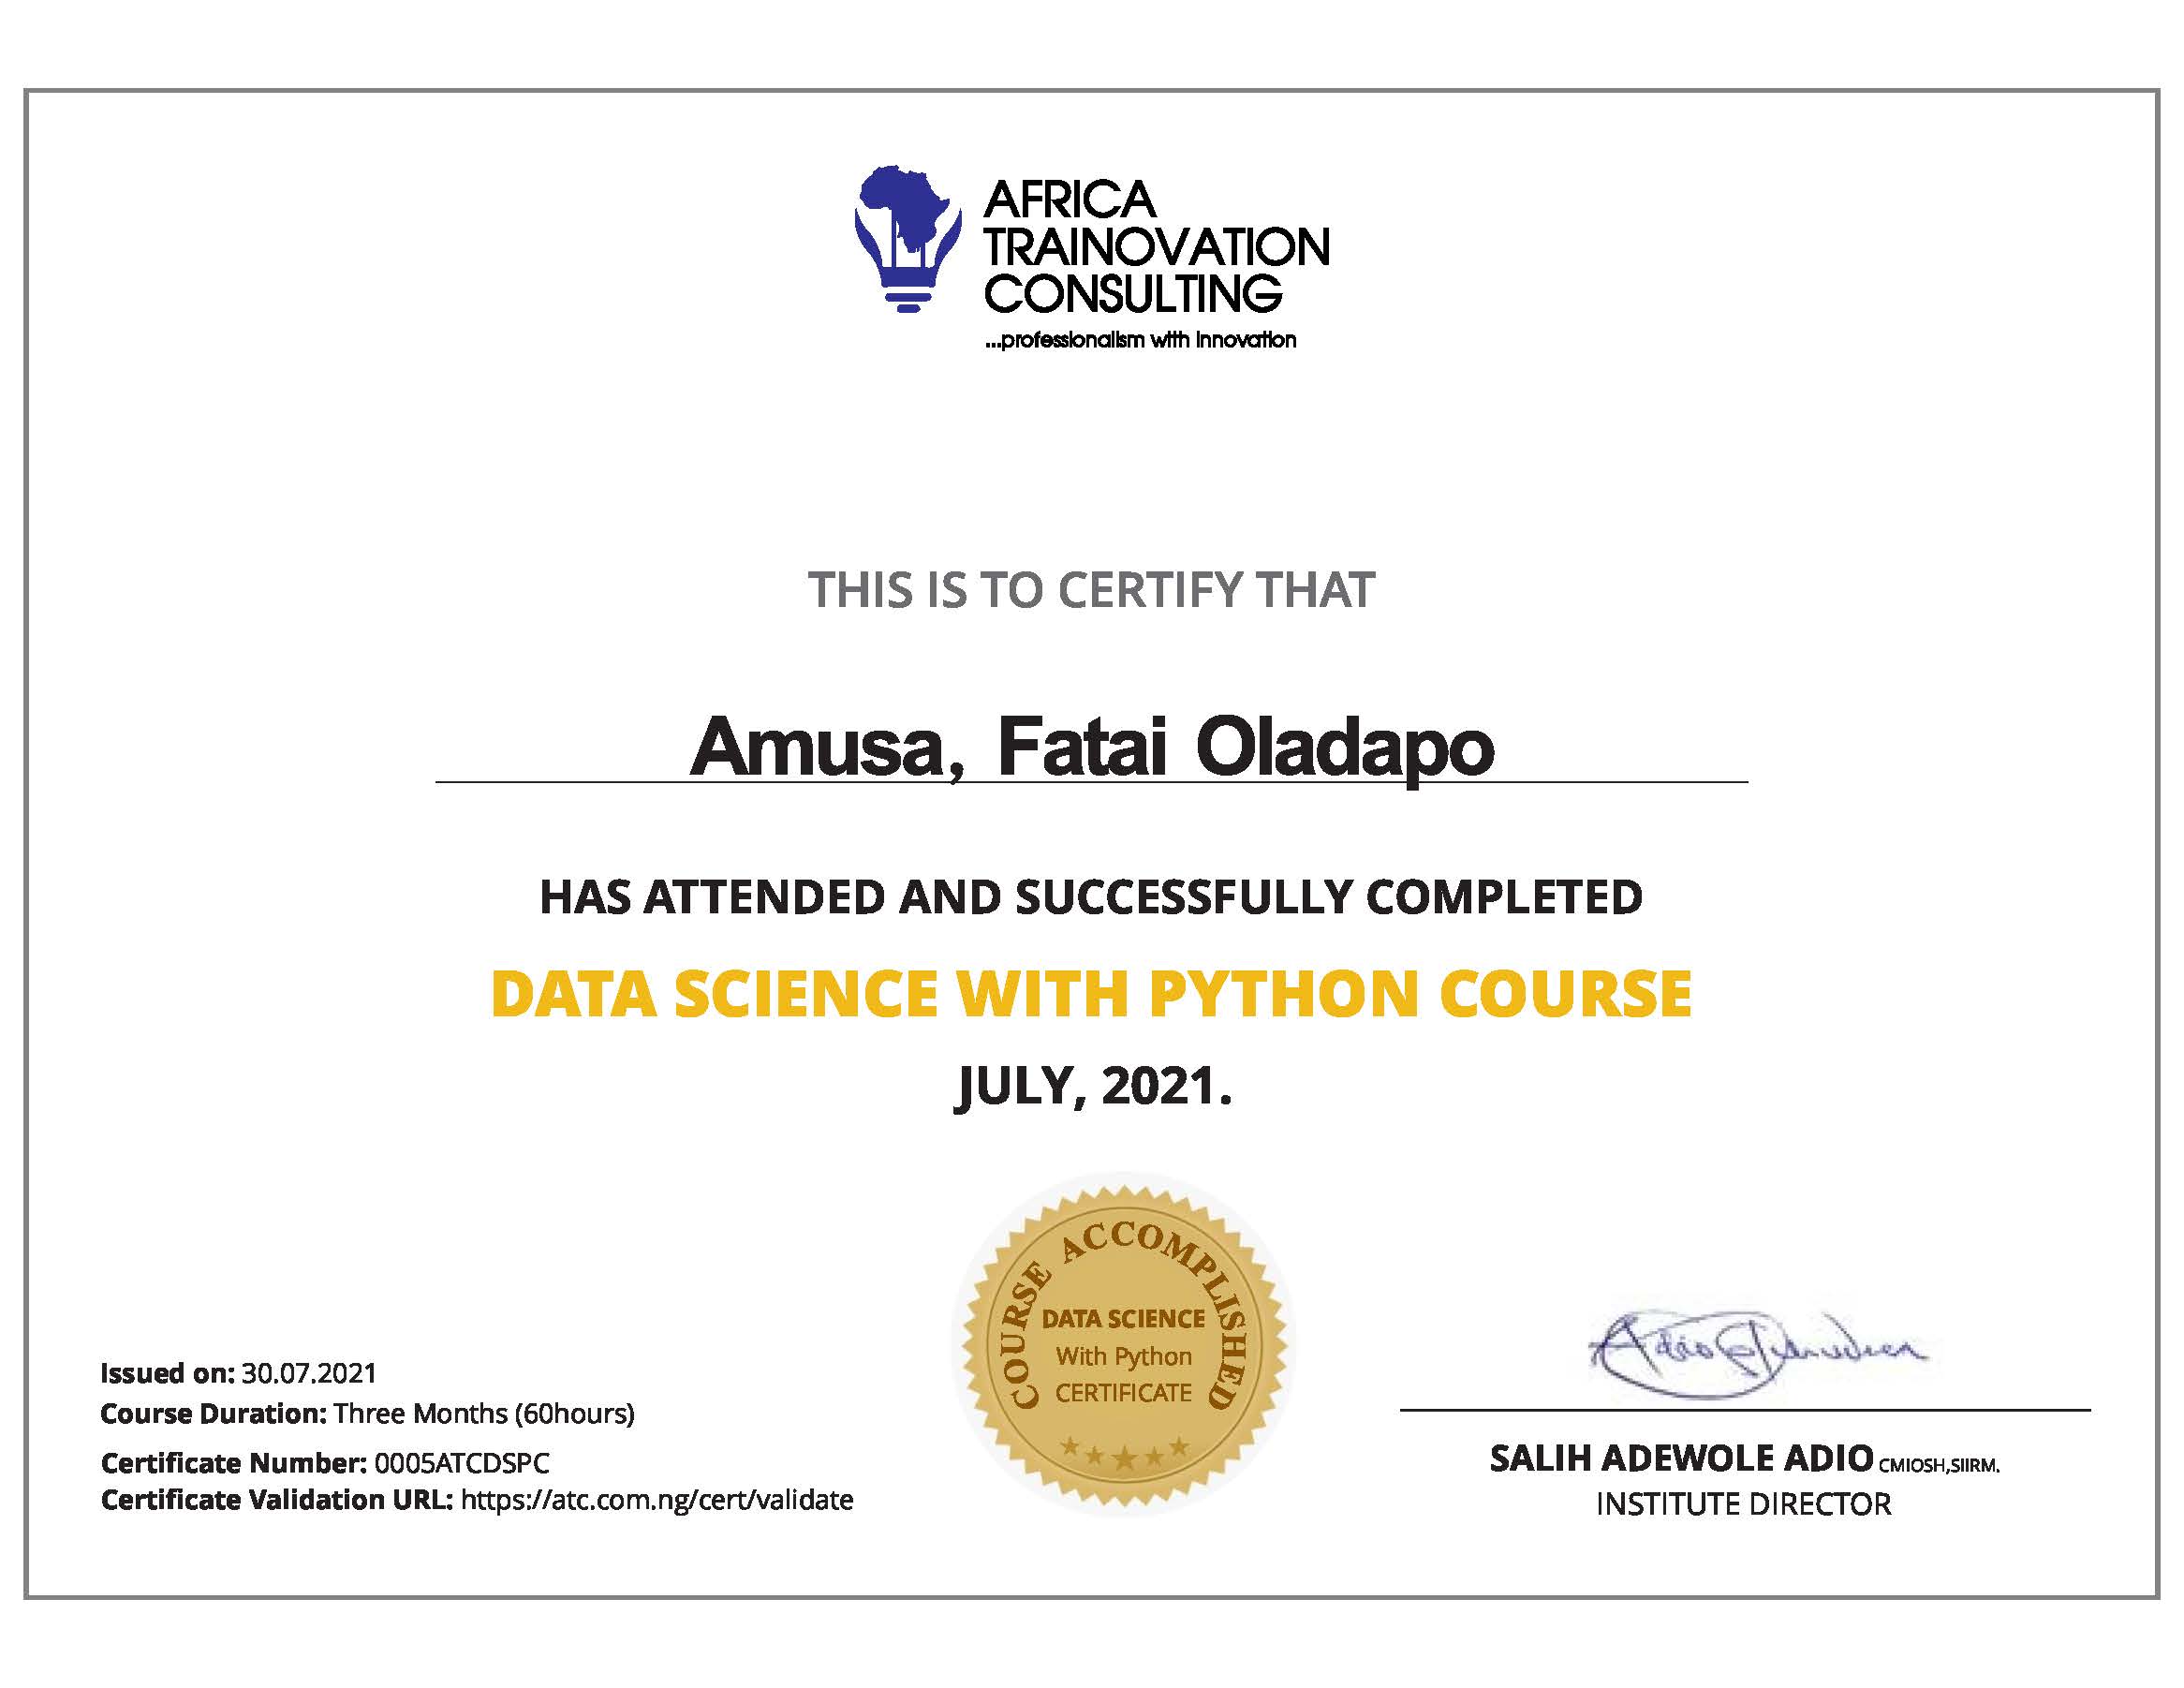 AFRICA
TRAINOVATION
CONSULTING
...professionalism with innovation
THIS IS TO CERTIFY THAT
Amusa, Fatai Oladapo
HAS ATTENDED AND SUCCESSFULLY COMPLETED
DATA SCIENCE WITH PYTHON COURSE
JULY, 2021.
COURSE ACCOMPLISHED
DATA SCIENCE
With Python
CERTIFICATE
Issued on: 30.07.2021
Course Duration: Three Months (60hours)
Certificate Number: 0005ATCDSPC
Certificate Validation URL: https://atc.com.ng/cert/validate
SALIH ADEWOLE ADIO CMIOSH,SIIRM.
INSTITUTE DIRECTOR